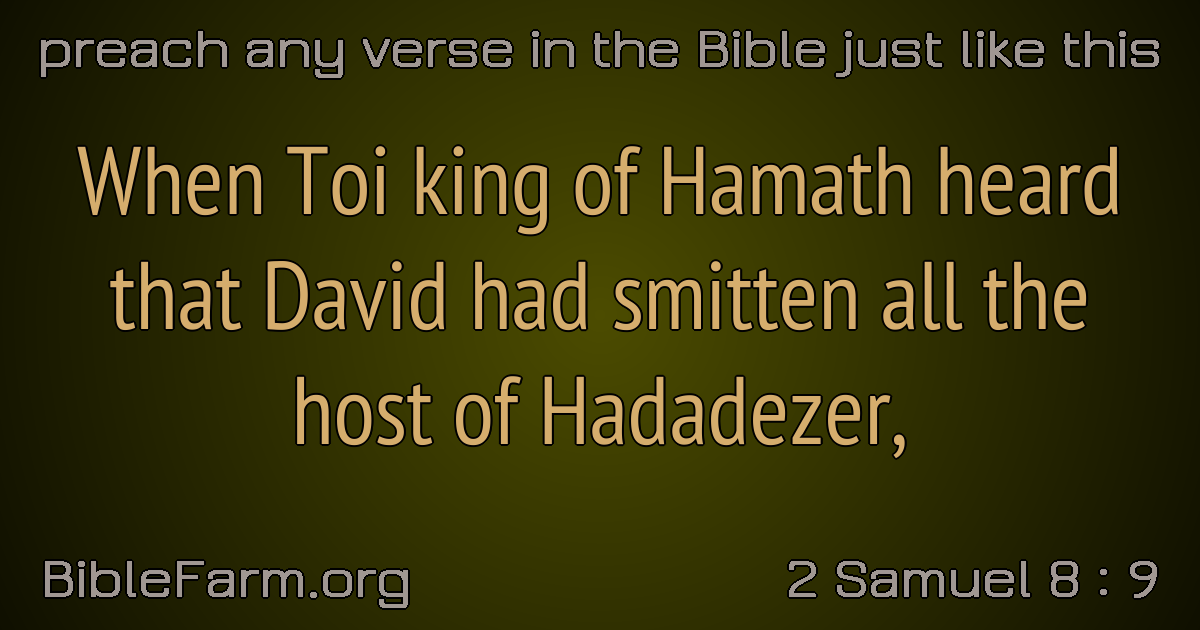 preach any verse in the Bible just like this
When Toi king of Hamath heard
that David had smitten all the
host of Hadadezer,
BibleFarm.org
2 Samuel 8 : 9